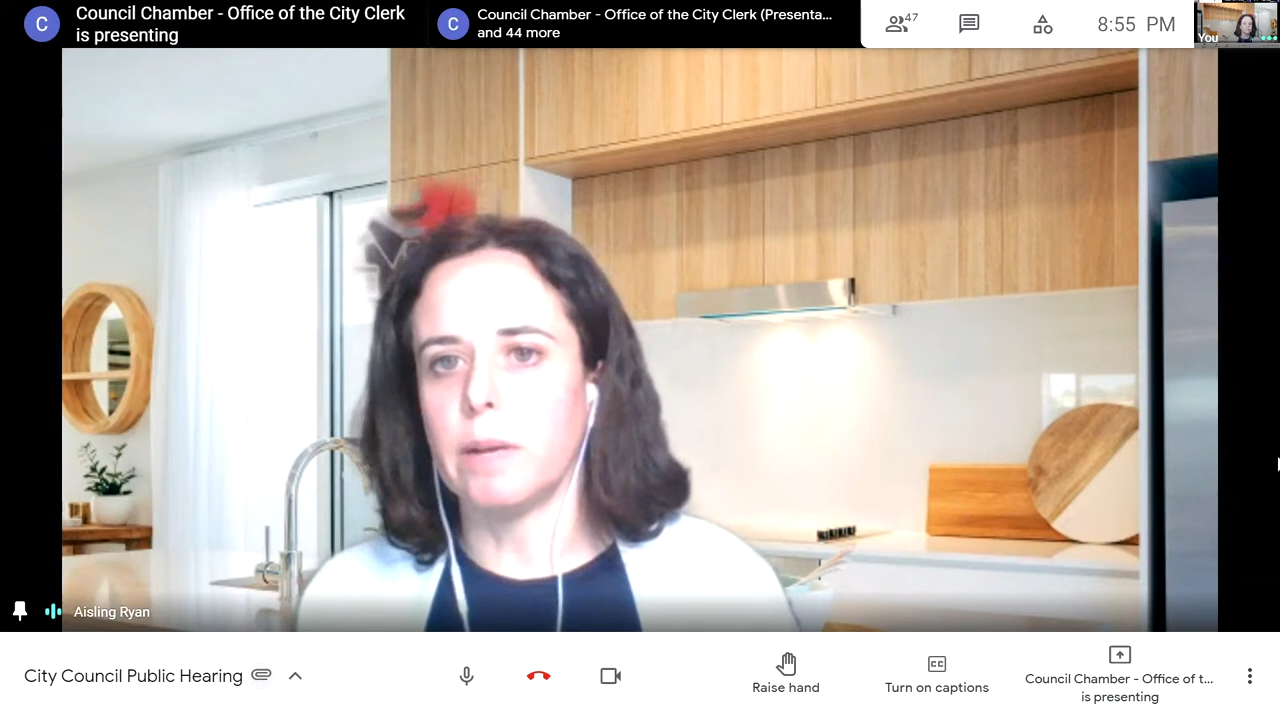 C
Council Chamber - Office of the City Clerk
is presenting
C
Council Chamber - Office of the City Clerk (Presenta...
and 44 more
47
8:55 PM
You
Aisling Ryan
City Council Public Hearing
Raise hand
CC
Turn on captions
Council Chamber - Office of t...
is presenting